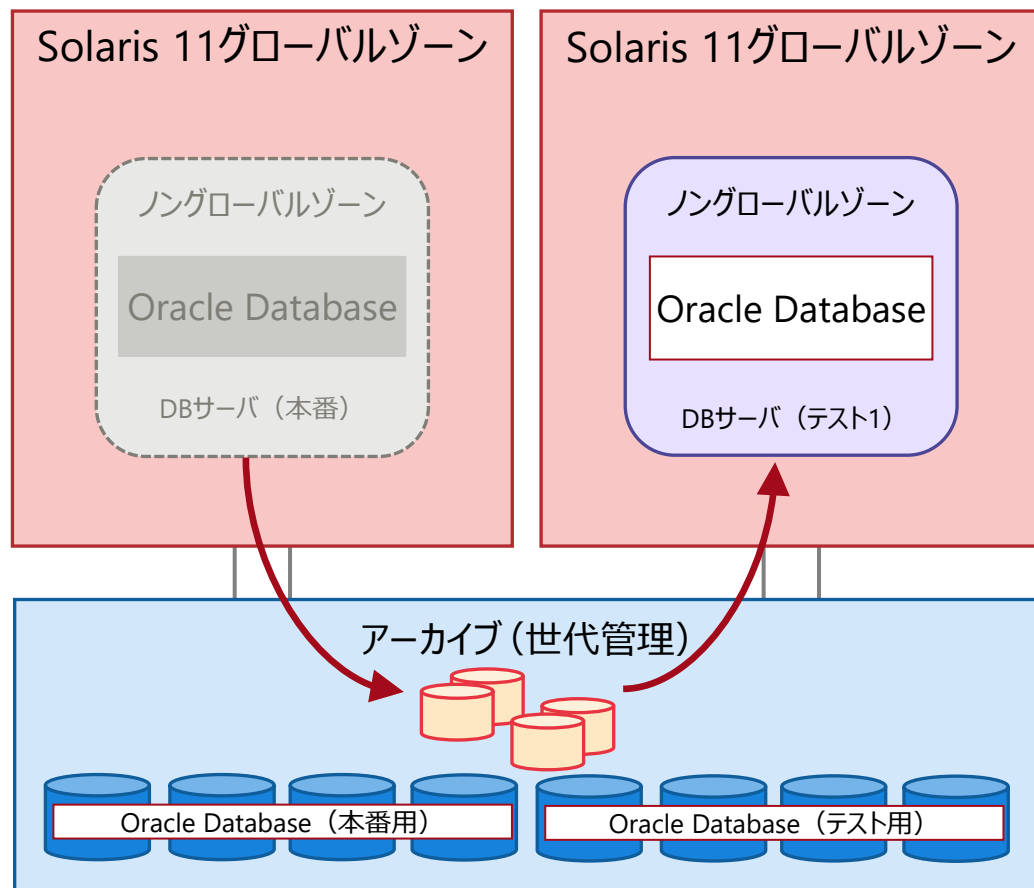 Solaris 11グローバルゾーン
ノングローバルゾーン
Oracle Database
DBサーバ（本番）
Solaris 11グローバルゾーン
ノングローバルゾーン
Oracle Database
DBサーバ（テスト1）
アーカイブ（世代管理）
Oracle Database（本番用）
Oracle Database（テスト用）